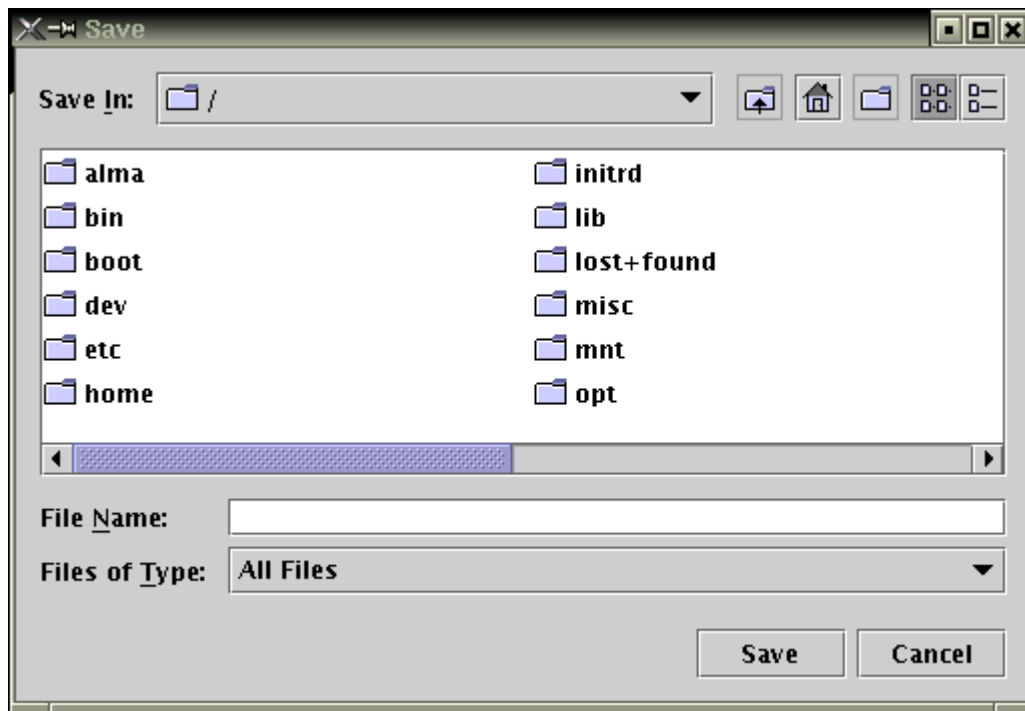 Save
Save In: /
alma
bin
boot
dev
etc
home
initrd
lib
lost+found
misc
mnt
opt
File Name:
Files of Type: All Files
Save Cancel